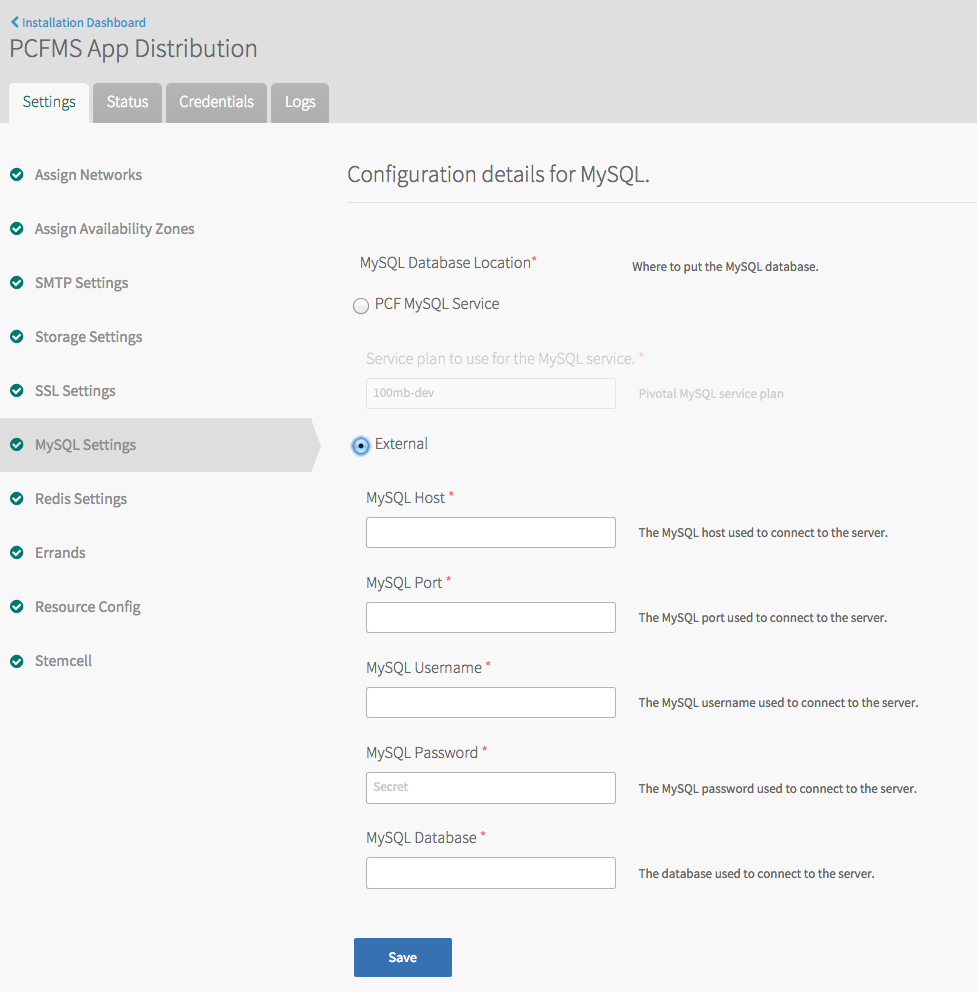 Installation Dashboard
PCFMS App Distribution
Settings
Status
Credentials
Logs
Assign Networks
Assign Availability Zones
SMTP Settings
Storage Settings
SSL Settings
MySQL Settings
Redis Settings
Errands
Resource Config
Stemcell
Configuration details for MySQL.
MySQL Database Location*
Where to put the MySQL database.
PCF MySQL Service
Service plan to use for the MySQL service. *
100mb-dev
Pivotal MySQL service plan
External
MySQL Host *
The MySQL host used to connect to the server.
MySQL Port *
The MySQL port used to connect to the server.
MySQL Username *
The MySQL username used to connect to the server.
MySQL Password *
Secret
The MySQL password used to connect to the server.
MySQL Database *
The database used to connect to the server.
Save